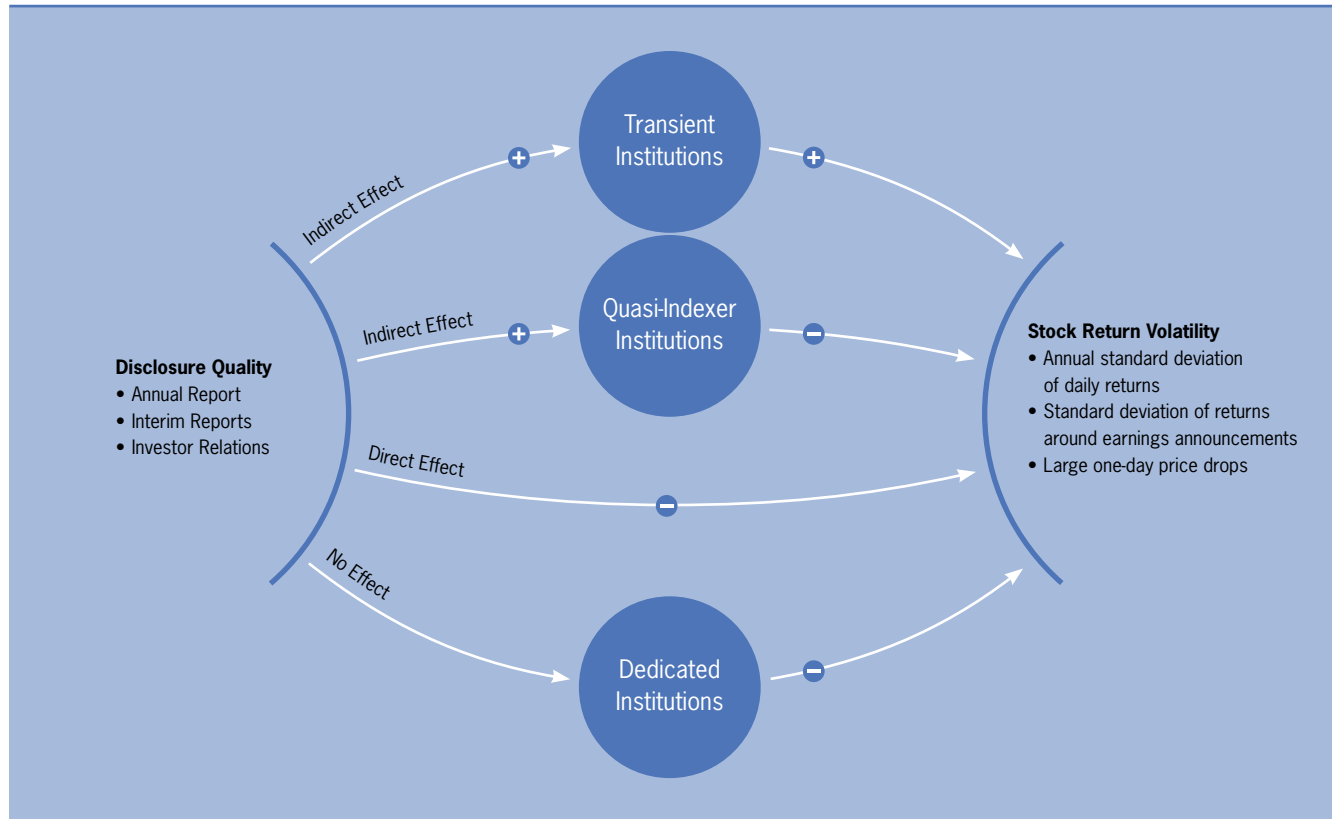 Transient
Institutions
Indirect Effect
+
+
Quasi-Indexer
Institutions
Indirect Effect
+
−
Disclosure Quality
• Annual Report
• Interim Reports
• Investor Relations
Stock Return Volatility
• Annual standard deviation
of daily returns
• Standard deviation of returns
around earnings announcements
• Large one-day price drops
Direct Effect
−
No Effect
Dedicated
Institutions
−